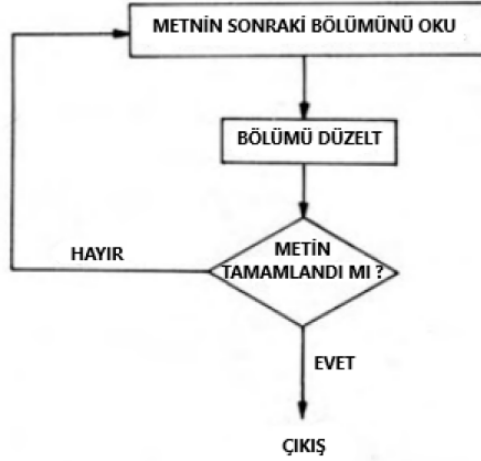 METNİN SONRAKİ BÖLÜMÜNÜ OKU
BÖLÜMÜ DÜZELT
METİN
TAMAMLANDI MI ?
HAYIR
EVET
ÇIKIŞ